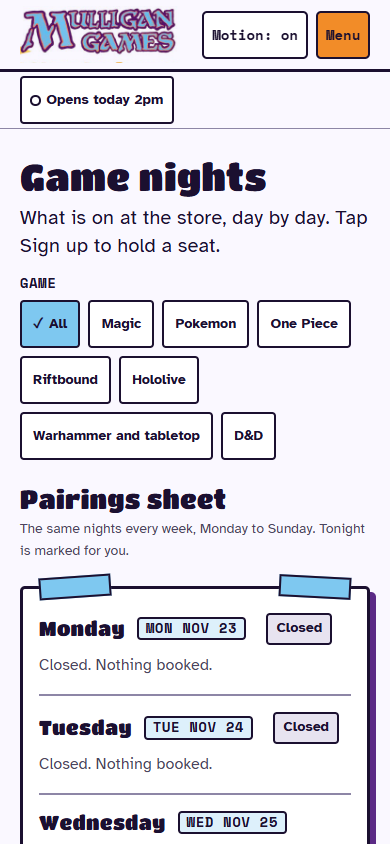 MULLIGAN
GAMES
Motion: on
Menu
Opens today 2pm
Game nights
What is on at the store, day by day. Tap
Sign up to hold a seat.
GAME
✓ All
Magic
Pokemon
One Piece
Riftbound
Hololive
Warhammer and tabletop
D&D
Pairings sheet
The same nights every week, Monday to Sunday. Tonight
is marked for you.
Monday MON NOV 23 Closed
Closed. Nothing booked.
Tuesday TUE NOV 24 Closed
Closed. Nothing booked.
Wednesday WED NOV 25